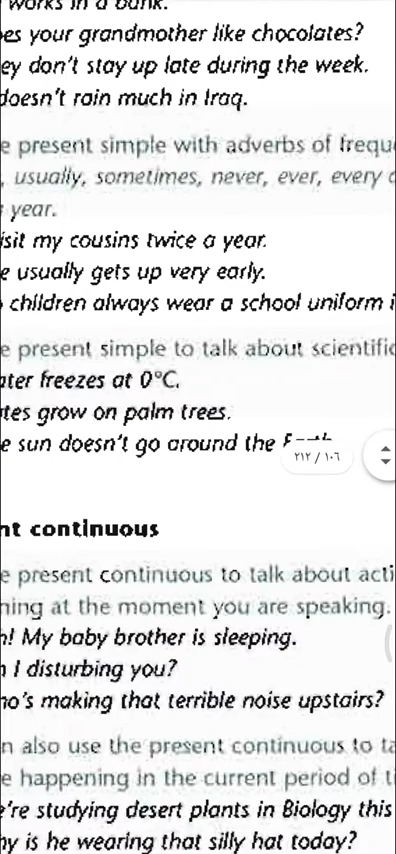 works in a bank.
es your grandmother like chocolates?
ey don't stay up late during the week.
doesn't rain much in Iraq.
e present simple with adverbs of frequ
, usually, sometimes, never, ever, every
year.
isit my cousins twice a year.
e usually gets up very early.
children always wear a school uniform i
e present simple to talk about scientific
ter freezes at 0°C.
tes grow on palm trees.
e sun doesn't go around the
٢١٢ / ١٠٦
nt continuous
e present continuous to talk about acti
ning at the moment you are speaking.
h! My baby brother is sleeping.
I disturbing you?
ho's making that terrible noise upstairs?
n also use the present continuous to ta
e happening in the current period of ti
e're studying desert plants in Biology this
hy is he wearing that silly hat today?